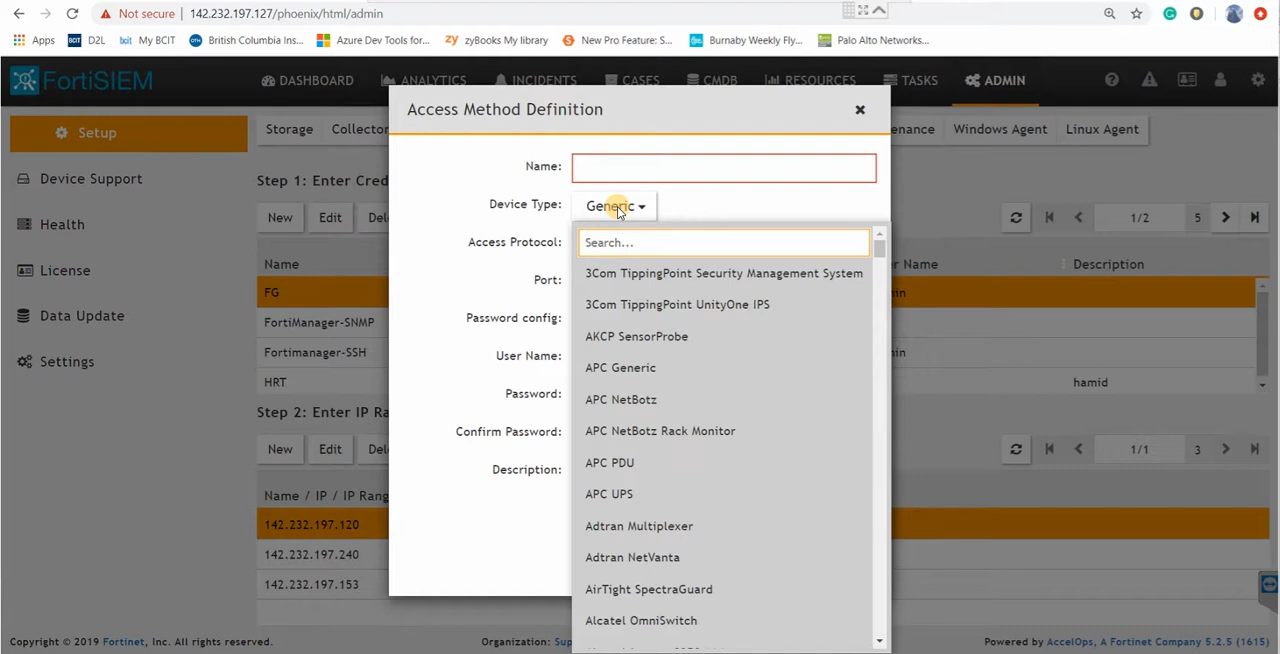 Not secure | 142.232.197.127/phoenix/html/admin
Apps D2L My BCIT British Columbia Ins... Azure Dev Tools for... zyBooks My library New Pro Feature: S... Burnaby Weekly Fly... Palo Alto Networks...
FortiSIEM DASHBOARD ANALYTICS INCIDENTS CASES CMDB RESOURCES TASKS ADMIN
Access Method Definition
Setup
Storage Collector
enance Windows Agent Linux Agent
Name:
Device Support
Step 1: Enter Cred
Device Type: Generic
New Edit Del
1/2 5
Search...
Access Protocol:
Health
Name
r Name Description
3Com TippingPoint Security Management System
Port:
License
FG
in
3Com TippingPoint UnityOne IPS
Password config:
Data Update
FortiManager-SNMP
AKCP SensorProbe
User Name:
Fortimanager-SSH
in
Settings
APC Generic
HRT
hamid
Password:
APC NetBotz
Step 2: Enter IP Ra
Confirm Password:
APC NetBotz Rack Monitor
New Edit Del
1/1 3
Description:
APC PDU
Name / IP / IP Rang
APC UPS
142.232.197.120
Adtran Multiplexer
142.232.197.240
Adtran NetVanta
142.232.197.153
AirTight SpectraGuard
Alcatel OmniSwitch
Copyright © 2019 Fortinet, Inc. All rights reserved.
Organization: Sup
Powered by AccelOps, A Fortinet Company 5.2.5 (1615)